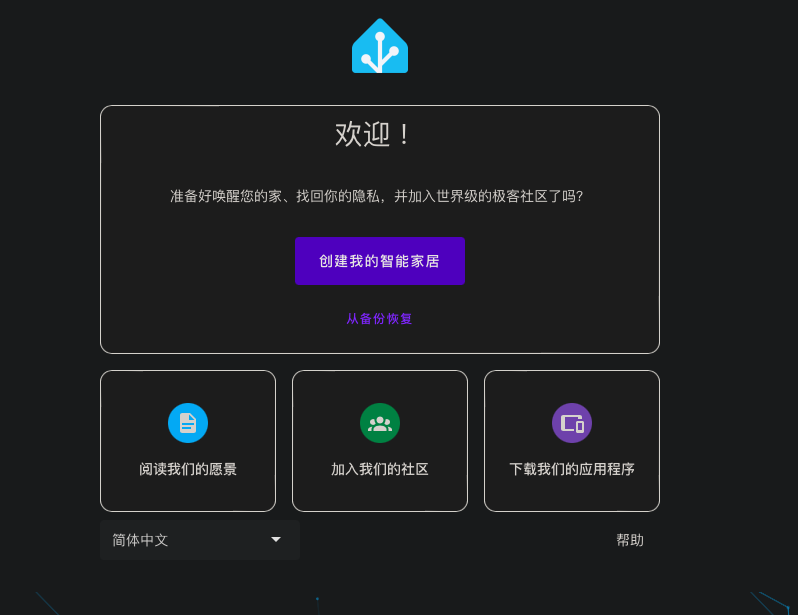 欢迎！
准备好唤醒您的家、找回你的隐私，并加入世界级的极客社区了吗?
创建我的智能家居
从备份恢复
阅读我们的愿景
加入我们的社区
下载我们的应用程序
简体中文
帮助